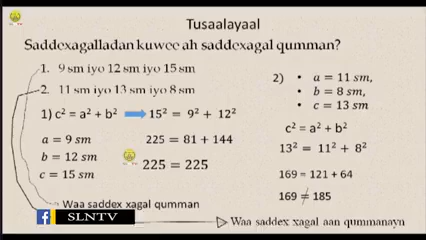 Tusaalayaal
Saddexagalladan kuwee ah saddexagal qumman?
1. 9 sm iyo 12 sm iyo 15 sm
2. 11 sm iyo 13 sm iyo 8 sm
1) c² = a² + b² 15² = 9² + 12²
a = 9 sm 225 = 81 + 144
b = 12 sm
c = 15 sm 225 = 225
Waa saddex xagal qumman
2) • a = 11 sm,
• b = 8 sm,
• c = 13 sm
c² = a² + b²
13² = 11² + 8²
169 = 121 + 64
169 ≠ 185
Waa saddex xagal aan qummanayn
f SLNTV